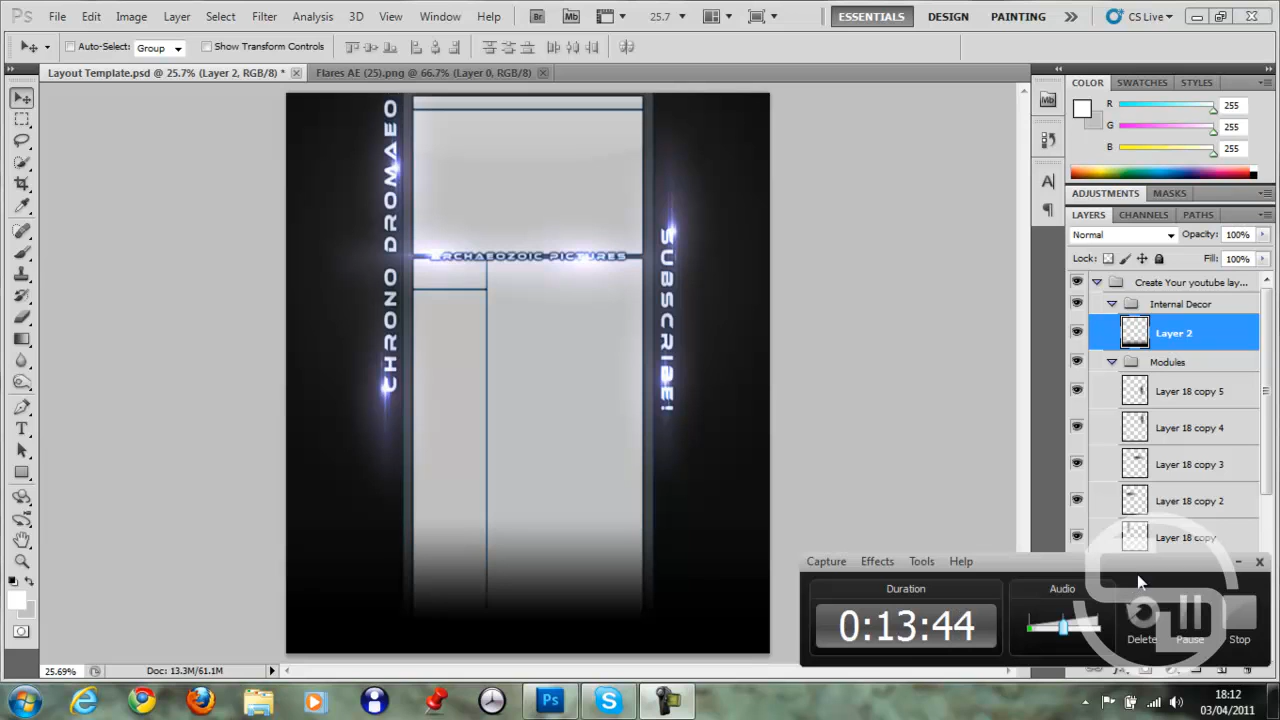 Ps File Edit Image Layer Select Filter Analysis 3D View Window Help Br Mb 25.7 ESSENTIALS DESIGN PAINTING CS Live
Auto-Select: Group Show Transform Controls
Layout Template.psd @ 25.7% (Layer 2, RGB/8) * Flares AE (25).png @ 66.7% (Layer 0, RGB/8)
COLOR SWATCHES STYLES
R 255
G 255
B 255
ADJUSTMENTS MASKS
LAYERS CHANNELS PATHS
Normal Opacity: 100%
Lock: Fill: 100%
Create Your youtube lay...
Internal Decor
Layer 2
Modules
Layer 18 copy 5
Layer 18 copy 4
Layer 18 copy 3
Layer 18 copy 2
Layer 18 copy
CHRONO DROMAEO
ARCHAEOZOIC PICTURES
SUBSCRIBE!
Capture Effects Tools Help
Duration Audio
0:13:44
Delete Pause Stop
25.69% Doc: 13.3M/61.1M
Ps
18:12
03/04/2011